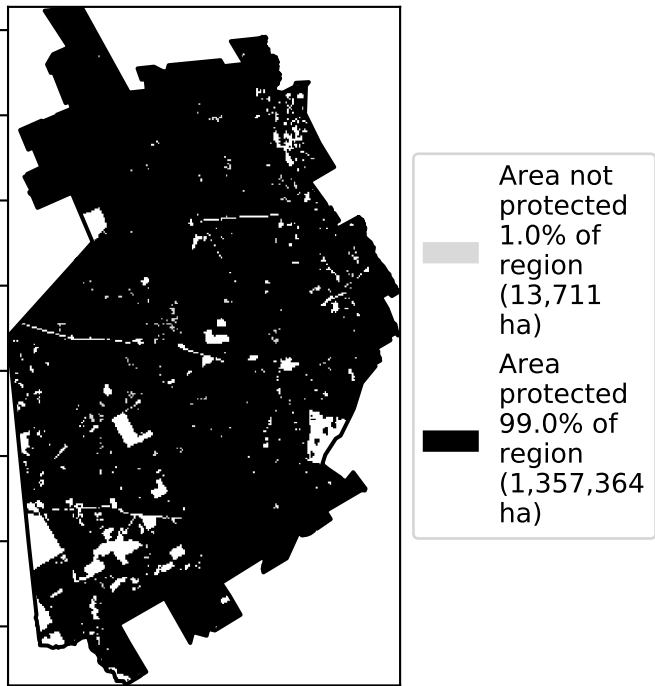 Area not
protected
1.0% of
region
(13,711
ha)
Area
protected
99.0% of
region
(1,357,364
ha)